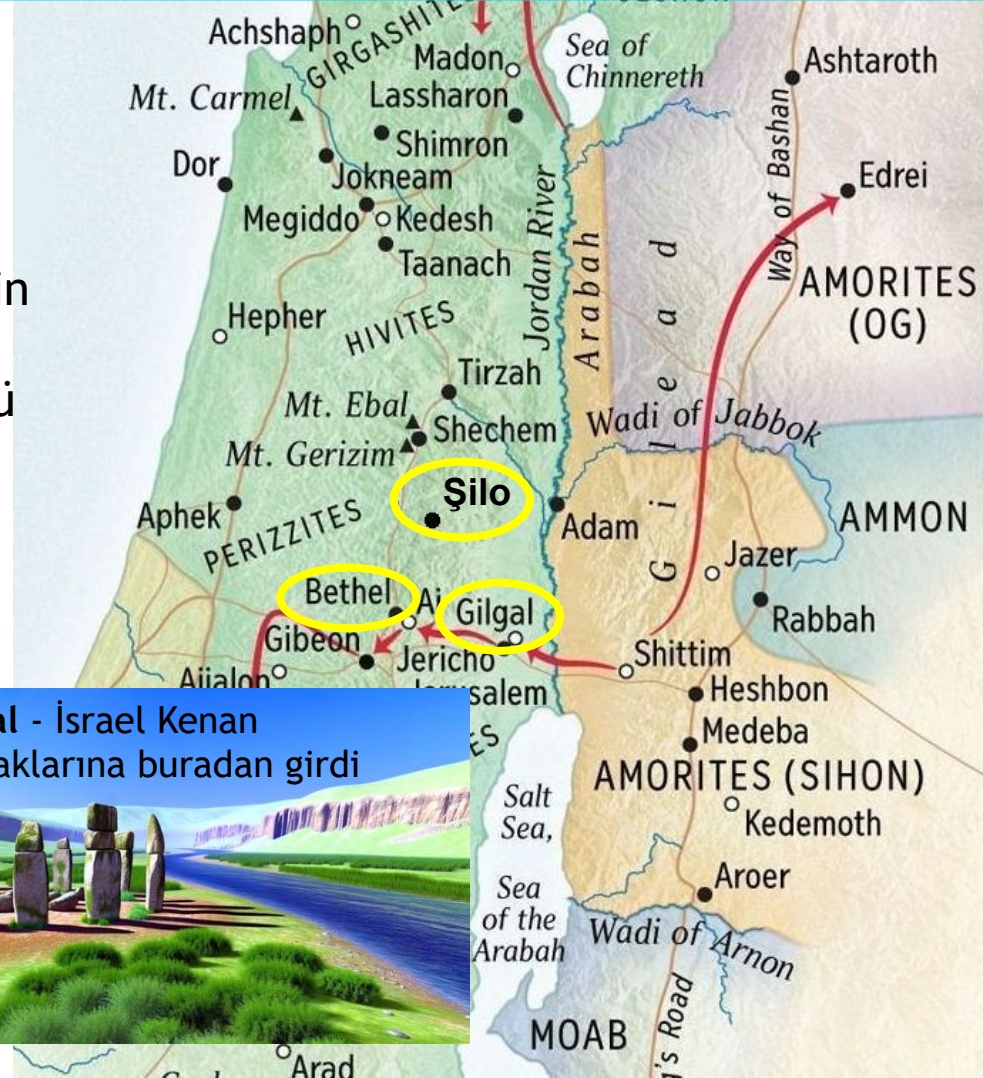 Achshaph
GIRGASHITES
Madon
Sea of
Chinnereth
Ashtaroth
Mt. Carmel
Lassharon
Shimron
Dor
Jokneam
Edrei
Way of Bashan
Megiddo
Kedesh
Taanach
Jordan River
Arabah
AMORITES
(OG)
in
Hepher
HIVITES
Tirzah
ü
Mt. Ebal
Shechem
Mt. Gerizim
Wadi of Jabbok
Gilead
Şilo
Aphek
PERIZZITES
Adam
AMMON
Jazer
Bethel
Ai
Gilgal
Rabbah
Gibeon
Jericho
Shittim
Aijalon
Heshbon
al - İsrael Kenan
aklarına buradan girdi
Medeba
AMORITES (SIHON)
Salt
Sea,
Kedemoth
Sea
of the
Arabah
Aroer
Wadi of Arnon
MOAB
's Road
Arad